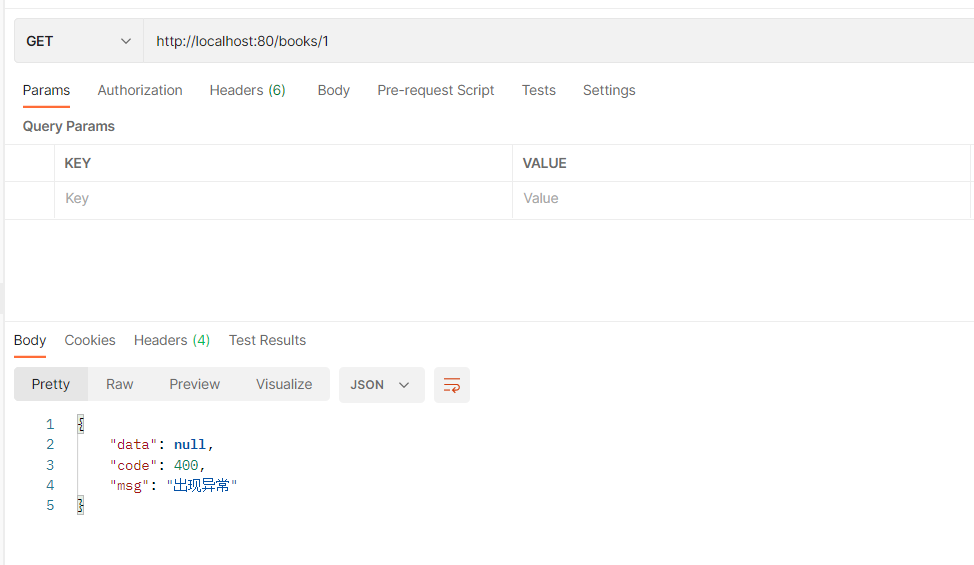 GET http://localhost:80/books/1
Params Authorization Headers (6) Body Pre-request Script Tests Settings
Query Params
KEY VALUE
Key Value
Body Cookies Headers (4) Test Results
Pretty Raw Preview Visualize JSON
1 {
2 "data": null,
3 "code": 400,
4 "msg": "出现异常"
5 }